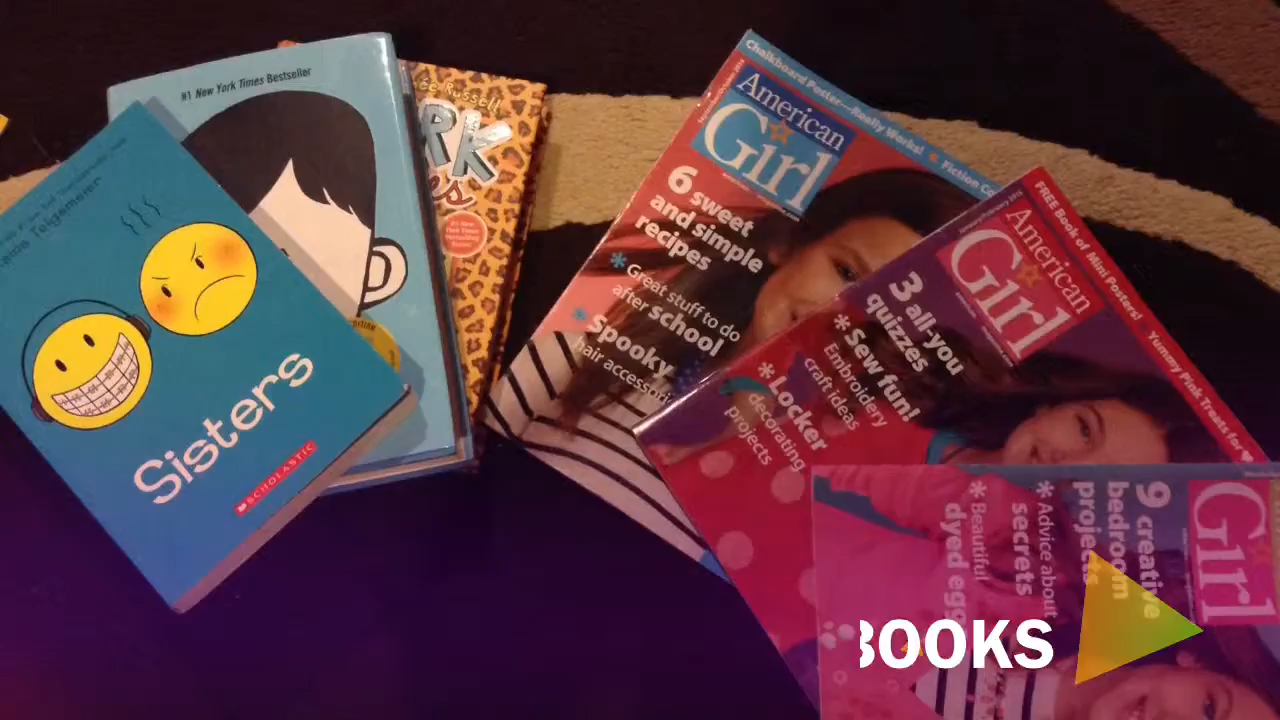 Sisters
SCHOLASTIC
#1 New York Times Bestseller
Russell
American
Girl
Chalkboard Poster—Really Works!
6 sweet
and simple
recipes
* Great stuff to do
after school
* Spooky
hair accessories
FREE Book of Mini Posters! • Yummy Pink Treats for
American
Girl
3 all-you
quizzes
* Sew fun!
Embroidery
craft ideas
* Locker
decorating
projects
Girl
9 creative
bedroom
projects
* Advice about
secrets
* Beautiful
dyed egg
BOOKS